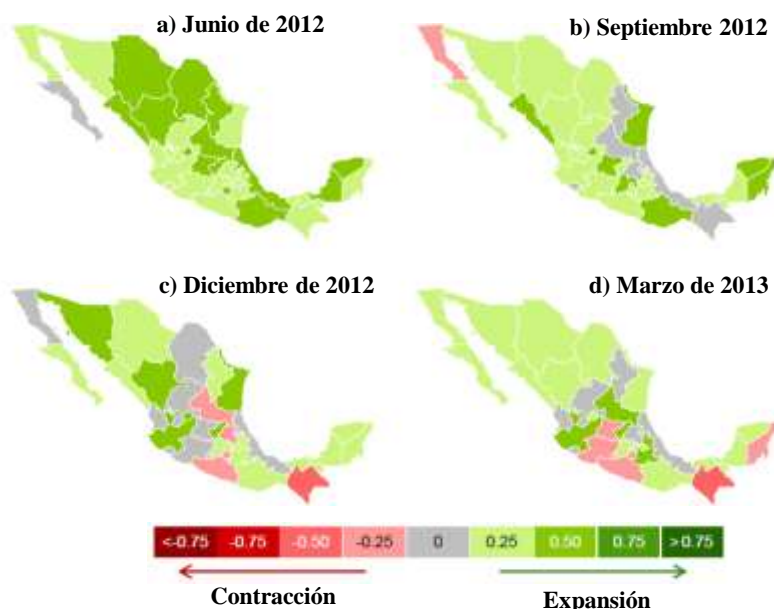 a) Junio de 2012
b) Septiembre 2012
c) Diciembre de 2012
d) Marzo de 2013
<-0.75 -0.75 -0.50 -0.25 0 0.25 0.50 0.75 >0.75
Contracción Expansión